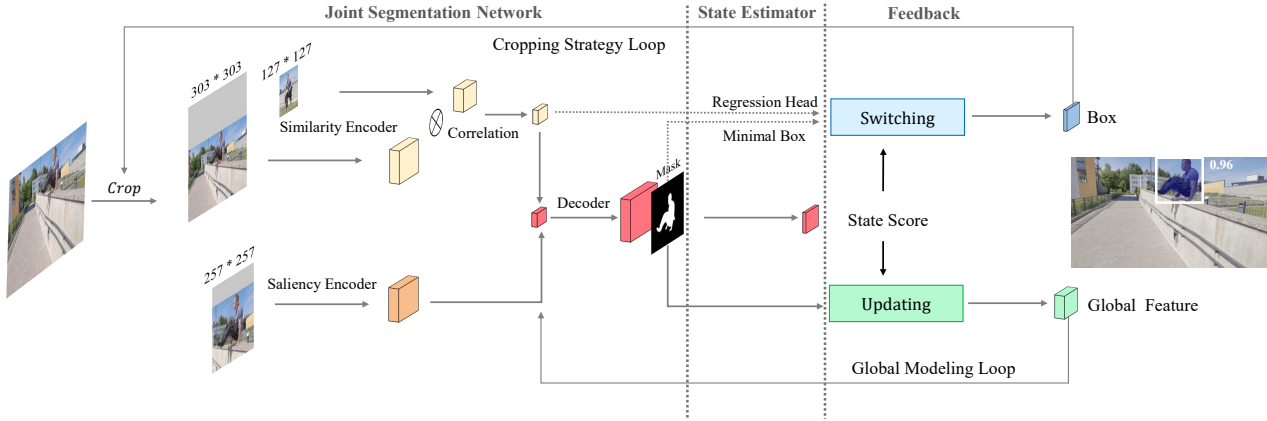 Joint Segmentation Network
State Estimator
Feedback
Cropping Strategy Loop
303 * 303
127 * 127
Similarity Encoder
Correlation
Regression Head
Minimal Box
Switching
Box
Crop
Mask
0.96
Decoder
State Score
257 * 257
Saliency Encoder
Updating
Global Feature
Global Modeling Loop